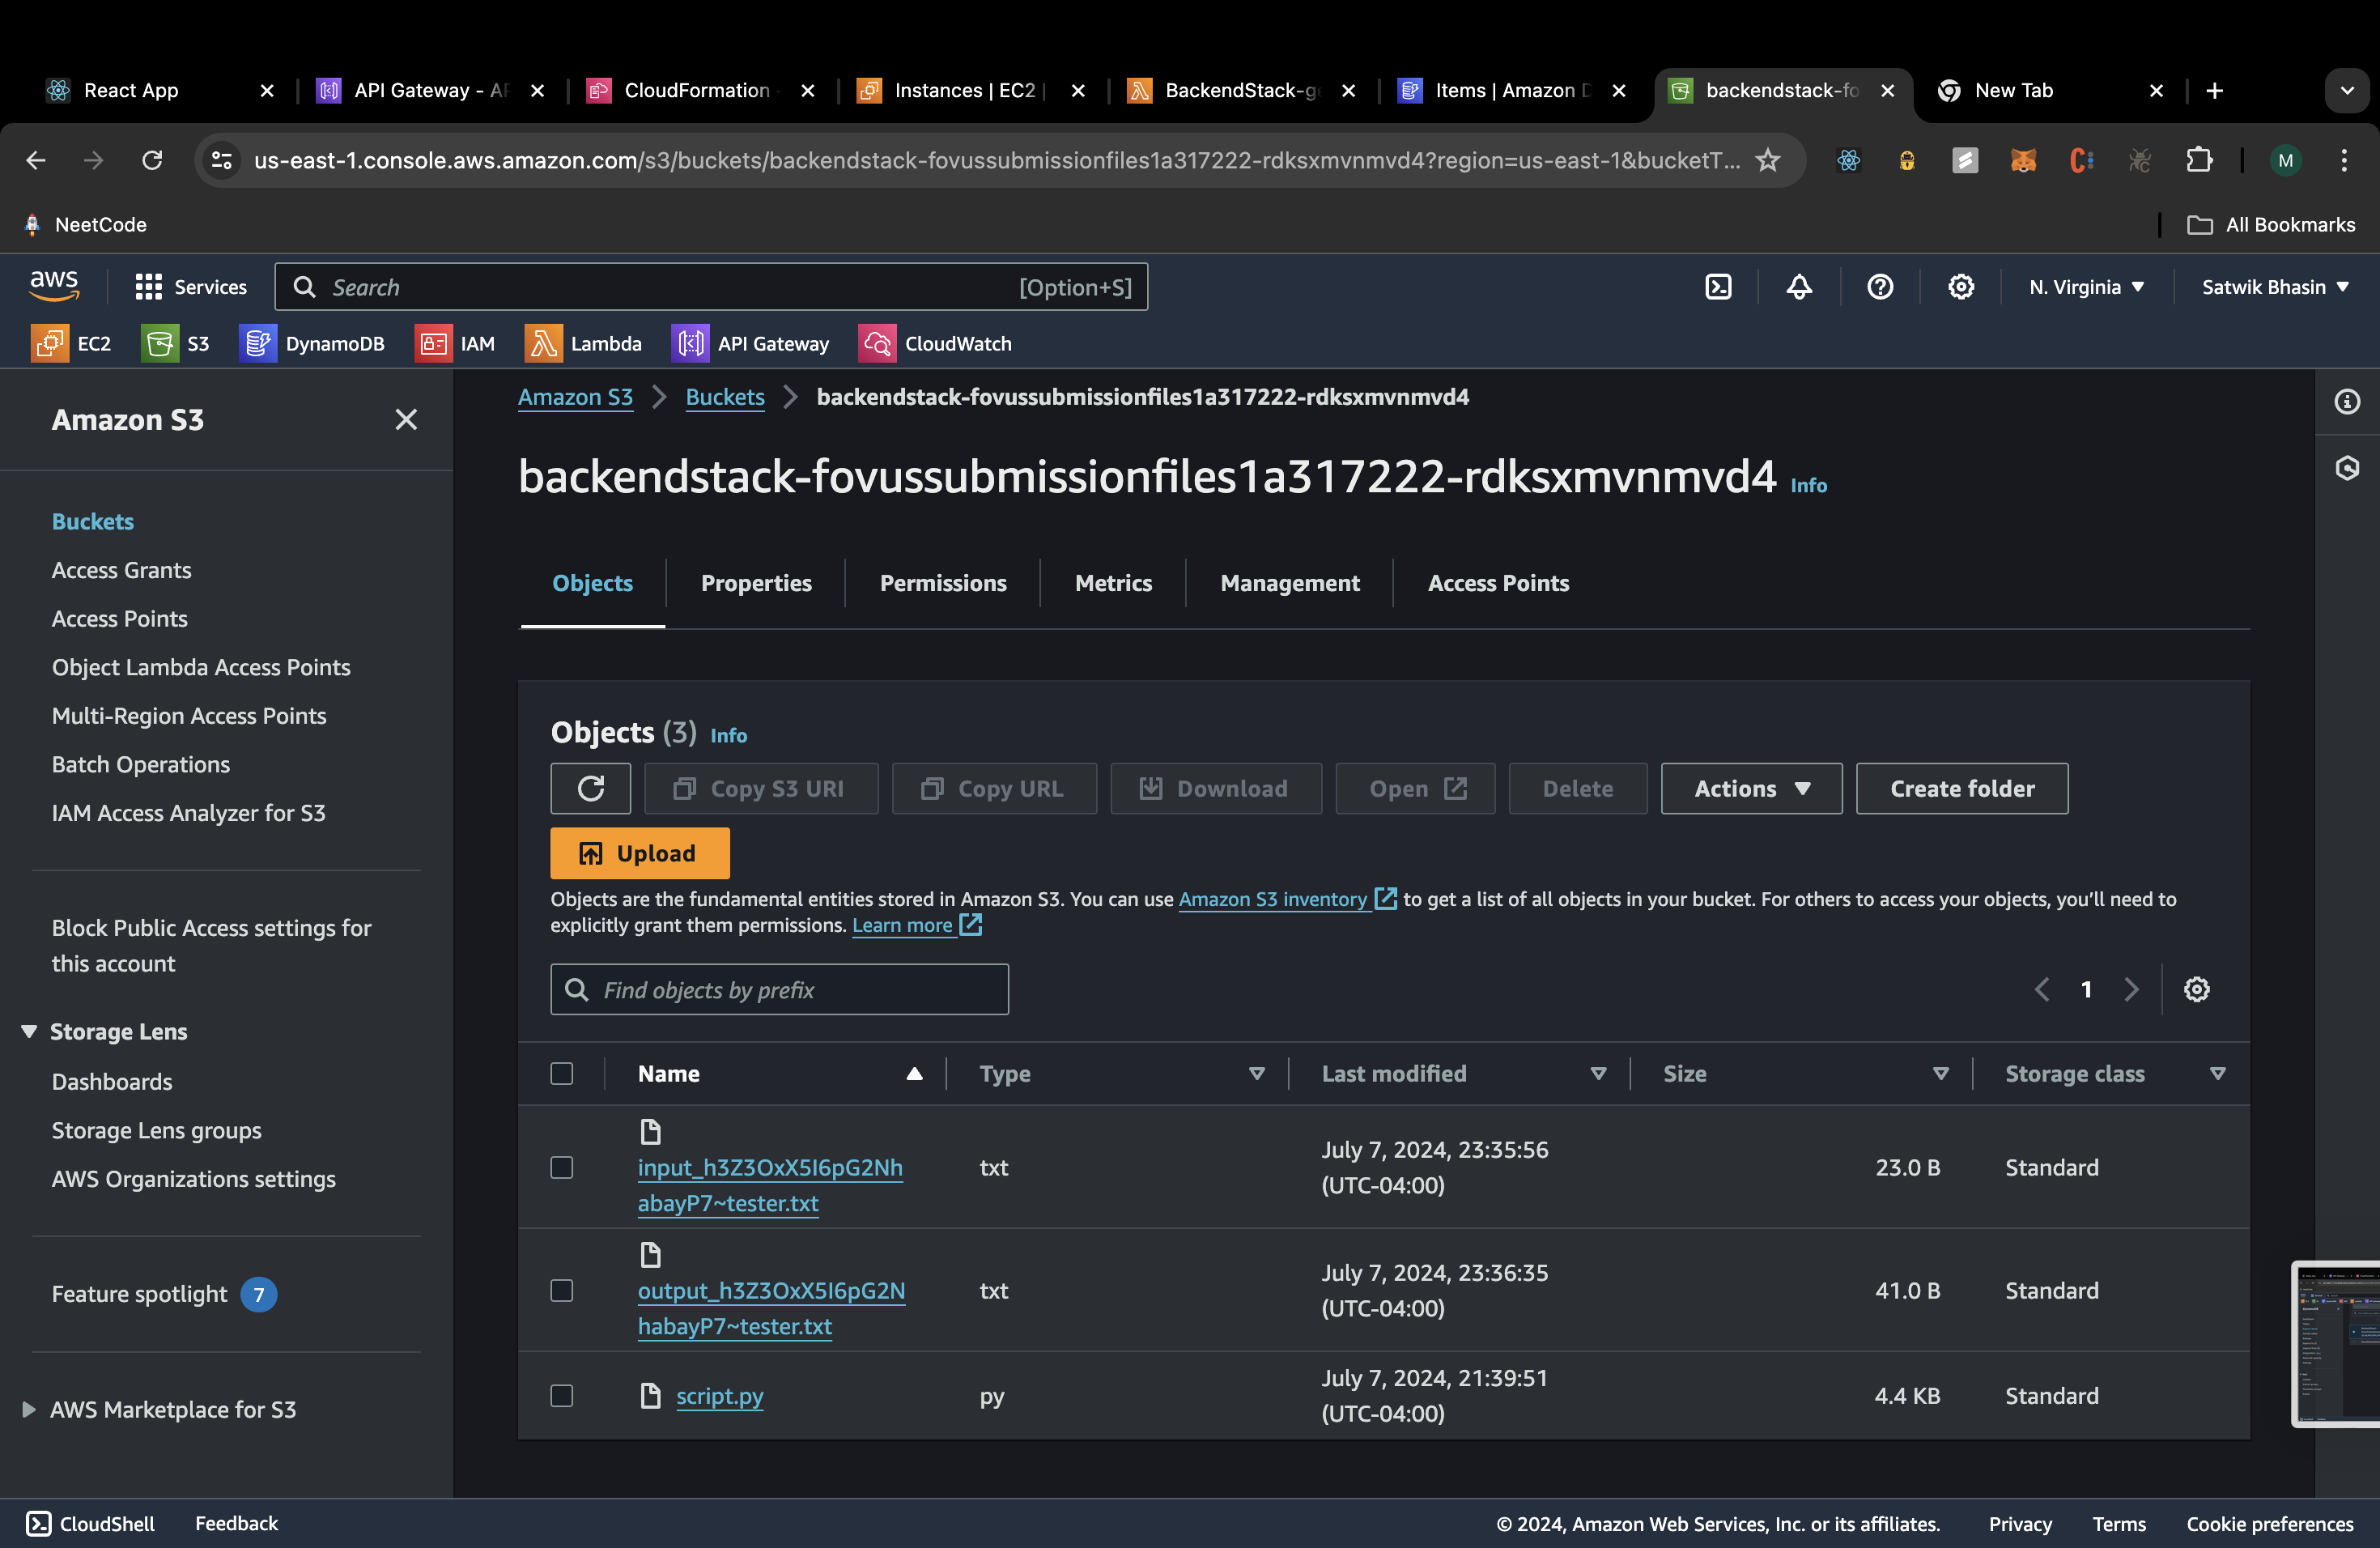 React App
API Gateway - AP
CloudFormation -
Instances | EC2 |
BackendStack-ge
Items | Amazon D
backendstack-fo
New Tab
us-east-1.console.aws.amazon.com/s3/buckets/backendstack-fovussubmissionfiles1a317222-rdksxmvnmvd4?region=us-east-1&bucketT...
M
NeetCode
All Bookmarks
aws
Services
Search
[Option+S]
N. Virginia
Satwik Bhasin
EC2
S3
DynamoDB
IAM
Lambda
API Gateway
CloudWatch
Amazon S3
Buckets
Access Grants
Access Points
Object Lambda Access Points
Multi-Region Access Points
Batch Operations
IAM Access Analyzer for S3
Block Public Access settings for
this account
Storage Lens
Dashboards
Storage Lens groups
AWS Organizations settings
Feature spotlight 7
AWS Marketplace for S3
Amazon S3 > Buckets > backendstack-fovussubmissionfiles1a317222-rdksxmvnmvd4
backendstack-fovussubmissionfiles1a317222-rdksxmvnmvd4 Info
Objects
Properties
Permissions
Metrics
Management
Access Points
Objects (3) Info
Copy S3 URI
Copy URL
Download
Open
Delete
Actions
Create folder
Upload
Objects are the fundamental entities stored in Amazon S3. You can use Amazon S3 inventory to get a list of all objects in your bucket. For others to access your objects, you'll need to
explicitly grant them permissions. Learn more
Find objects by prefix
1
Name
Type
Last modified
Size
Storage class
input_h3Z3OxX5I6pG2Nh
abayP7~tester.txt
txt
July 7, 2024, 23:35:56
(UTC-04:00)
23.0 B
Standard
output_h3Z3OxX5I6pG2N
habayP7~tester.txt
txt
July 7, 2024, 23:36:35
(UTC-04:00)
41.0 B
Standard
script.py
py
July 7, 2024, 21:39:51
(UTC-04:00)
4.4 KB
Standard
CloudShell
Feedback
© 2024, Amazon Web Services, Inc. or its affiliates.
Privacy
Terms
Cookie preferences